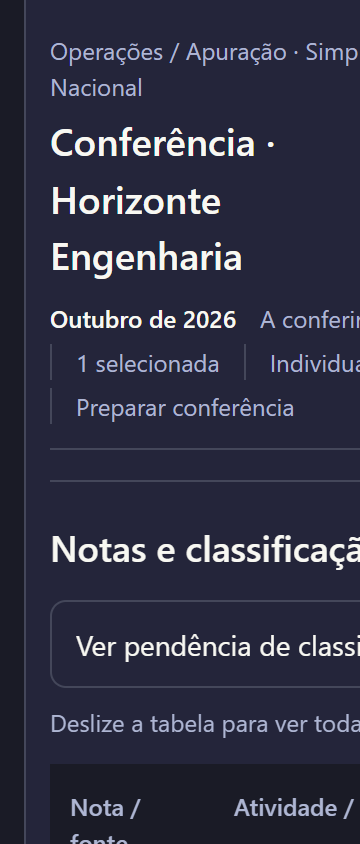 Operações / Apuração · Simp
Nacional
Conferência ·
Horizonte
Engenharia
Outubro de 2026 A conferir
1 selecionada Individua
Preparar conferência
Notas e classificaçã
Ver pendência de classi
Deslize a tabela para ver toda
Nota / Atividade /
fonte